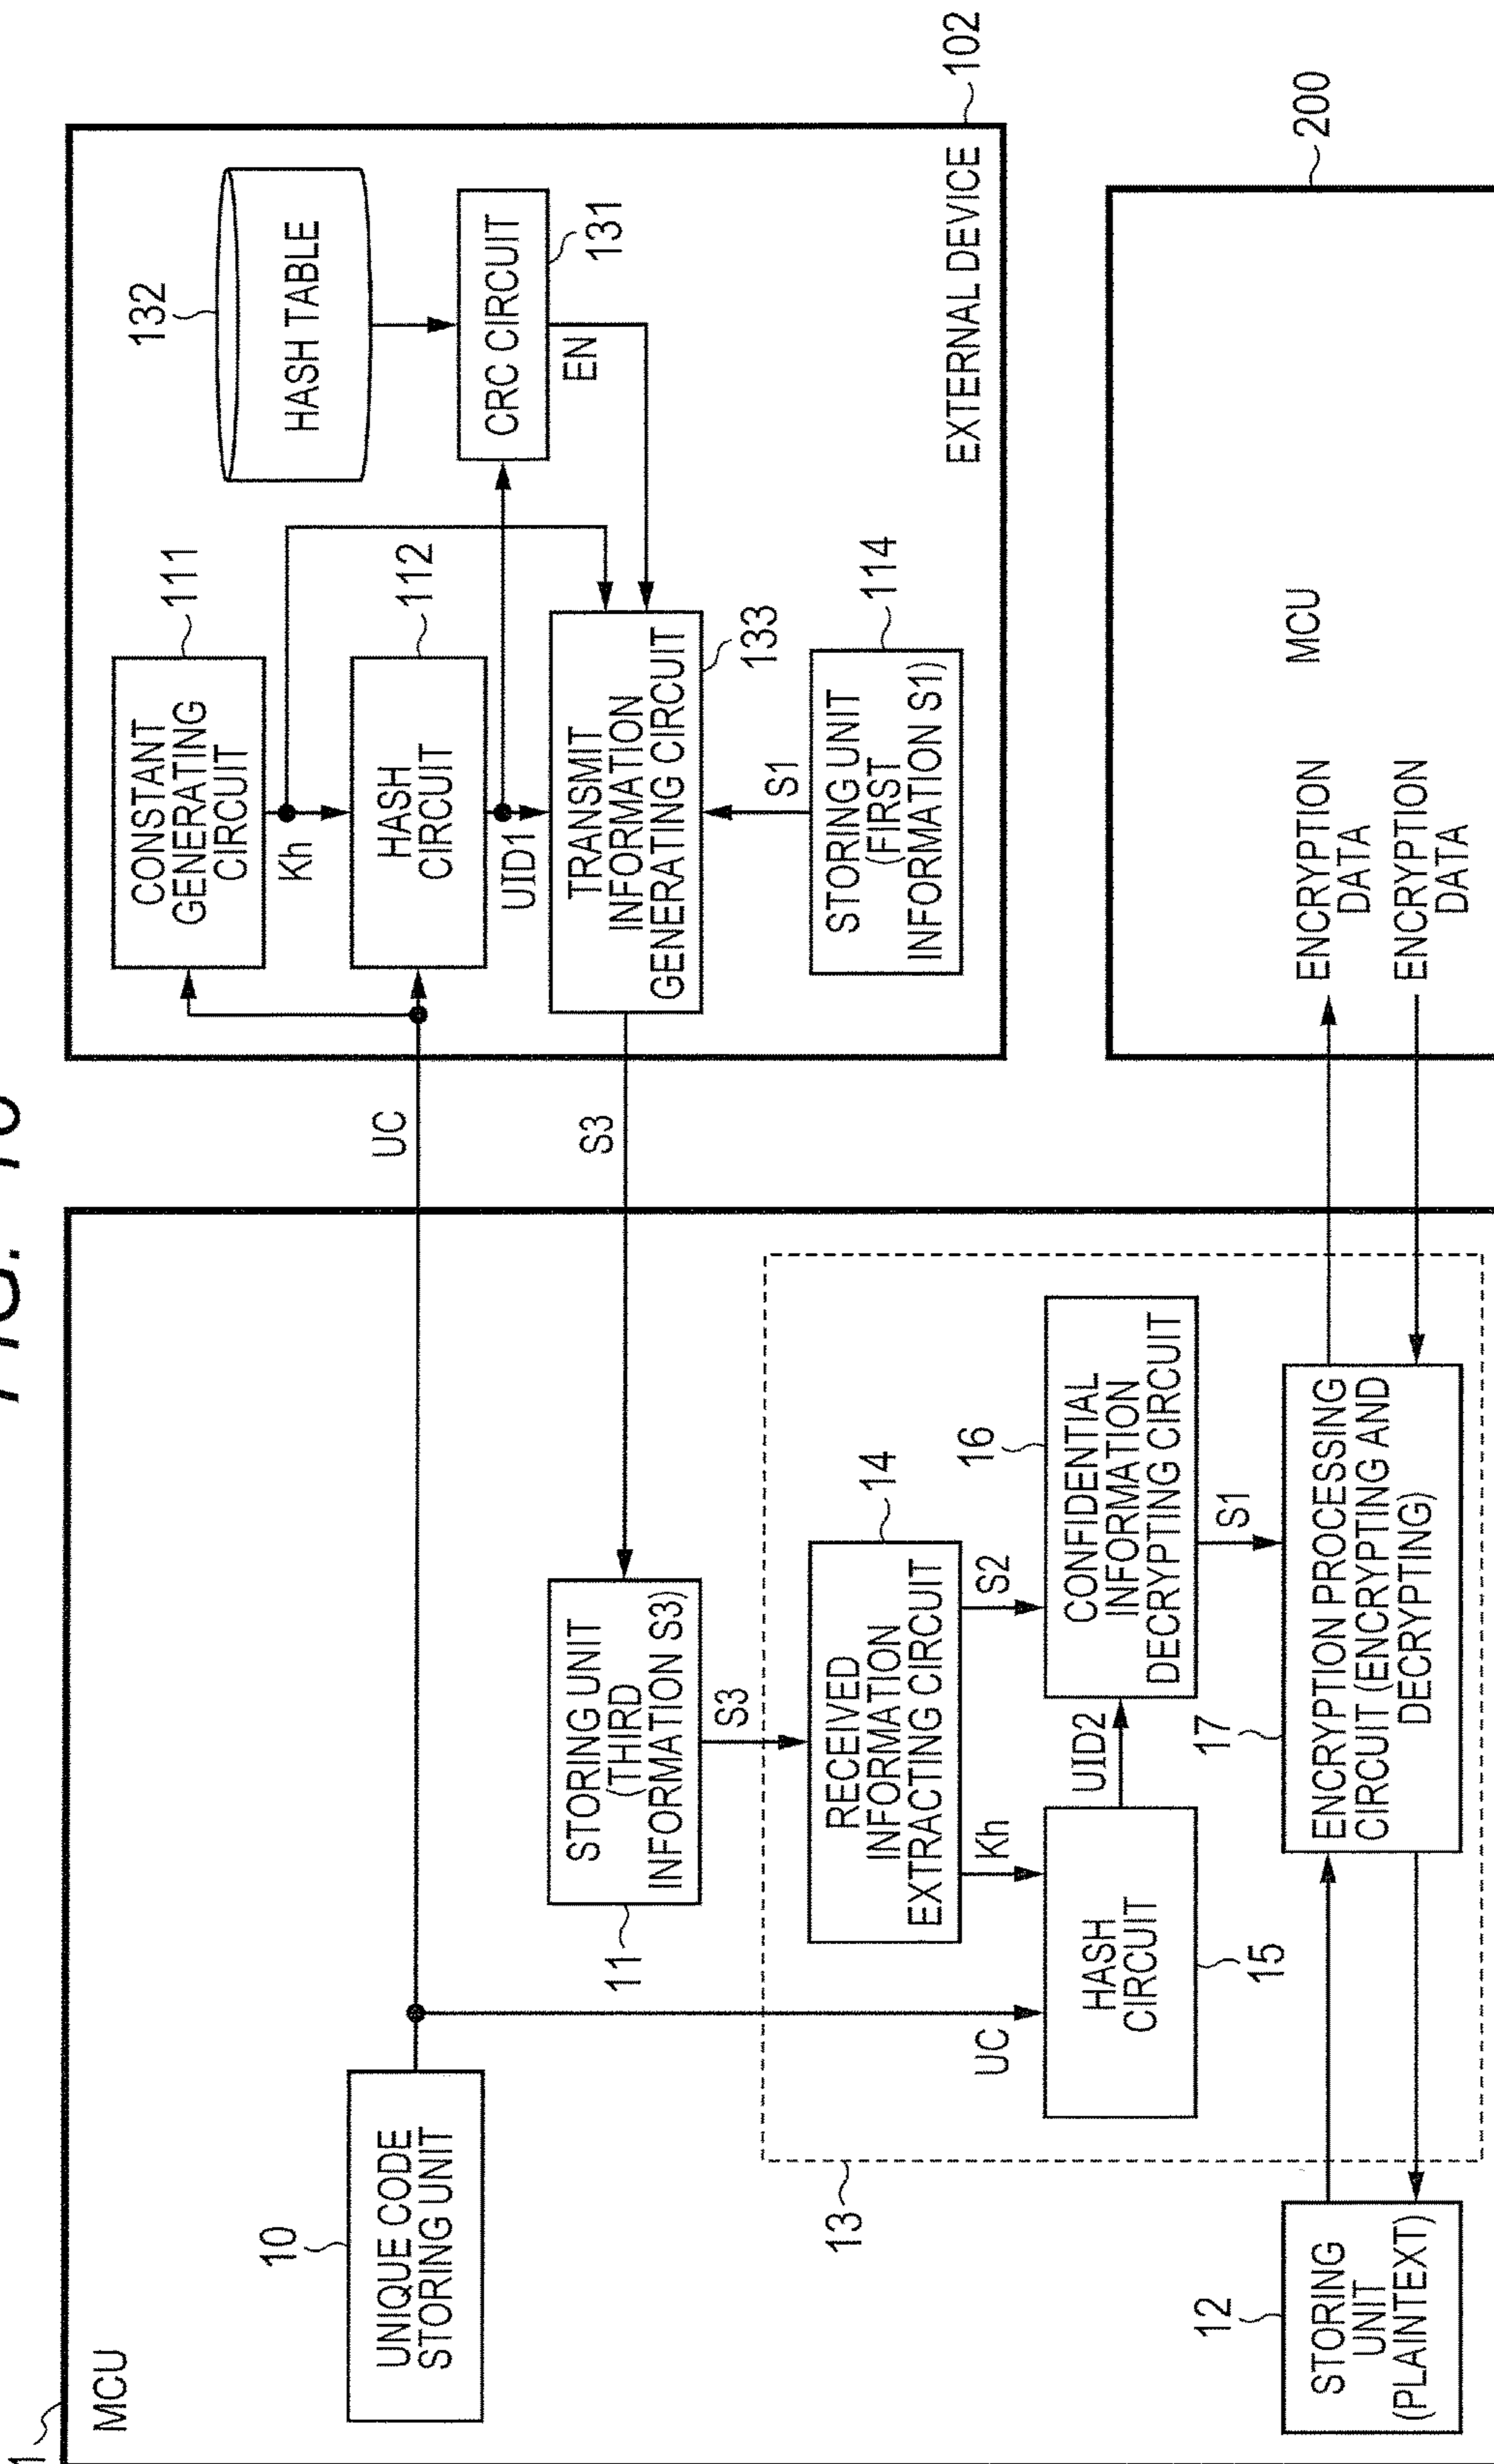 1
MCU
10
UNIQUE CODE
STORING UNIT
UC
S3
11
STORING UNIT
(THIRD
INFORMATION S3)
S3
13
14
RECEIVED
INFORMATION
EXTRACTING CIRCUIT
Kh
S2
UC
HASH
CIRCUIT
15
UID2
16
CONFIDENTIAL
INFORMATION
DECRYPTING CIRCUIT
S1
12
STORING
UNIT
(PLAINTEXT)
17
ENCRYPTION PROCESSING
CIRCUIT (ENCRYPTING AND
DECRYPTING)
102
EXTERNAL DEVICE
111
CONSTANT
GENERATING
CIRCUIT
Kh
112
HASH
CIRCUIT
UID1
132
HASH TABLE
CRC CIRCUIT
131
EN
TRANSMIT
INFORMATION
GENERATING CIRCUIT
133
S1
114
STORING UNIT
(FIRST
INFORMATION S1)
200
MCU
ENCRYPTION
DATA
ENCRYPTION
DATA